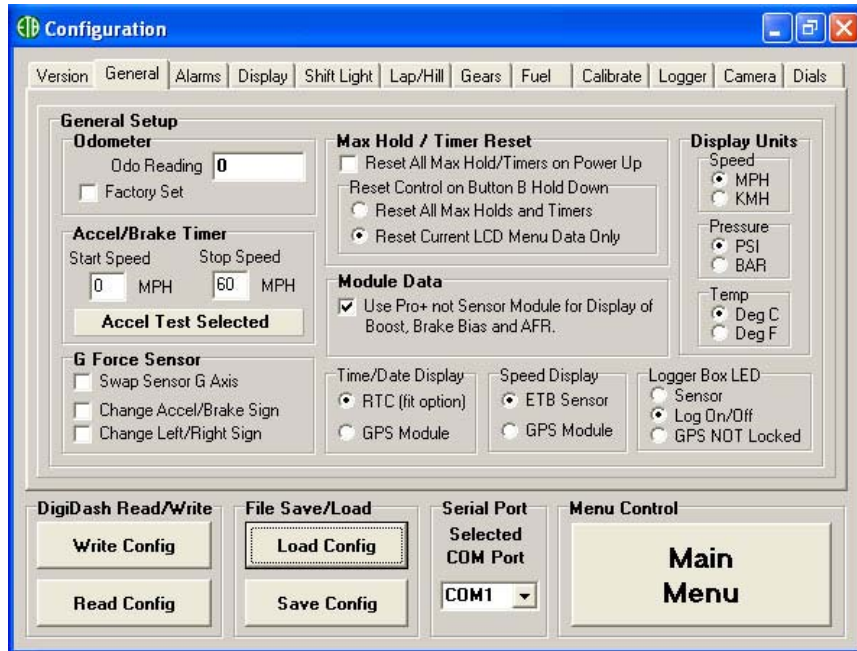 ETB Configuration
Version General Alarms Display Shift Light Lap/Hill Gears Fuel Calibrate Logger Camera Dials
General Setup
Odometer
Odo Reading 0
Factory Set
Accel/Brake Timer
Start Speed Stop Speed
0 MPH 60 MPH
Accel Test Selected
G Force Sensor
Swap Sensor G Axis
Change Accel/Brake Sign
Change Left/Right Sign
Max Hold / Timer Reset
Reset All Max Hold/Timers on Power Up
Reset Control on Button B Hold Down
Reset All Max Holds and Timers
Reset Current LCD Menu Data Only
Module Data
Use Pro+ not Sensor Module for Display of
Boost, Brake Bias and AFR.
Time/Date Display
RTC (fit option)
GPS Module
Speed Display
ETB Sensor
GPS Module
Display Units
Speed
MPH
KMH
Pressure
PSI
BAR
Temp
Deg C
Deg F
Logger Box LED
Sensor
Log On/Off
GPS NOT Locked
DigiDash Read/Write
Write Config
Read Config
File Save/Load
Load Config
Save Config
Serial Port
Selected
COM Port
COM1
Menu Control
Main
Menu